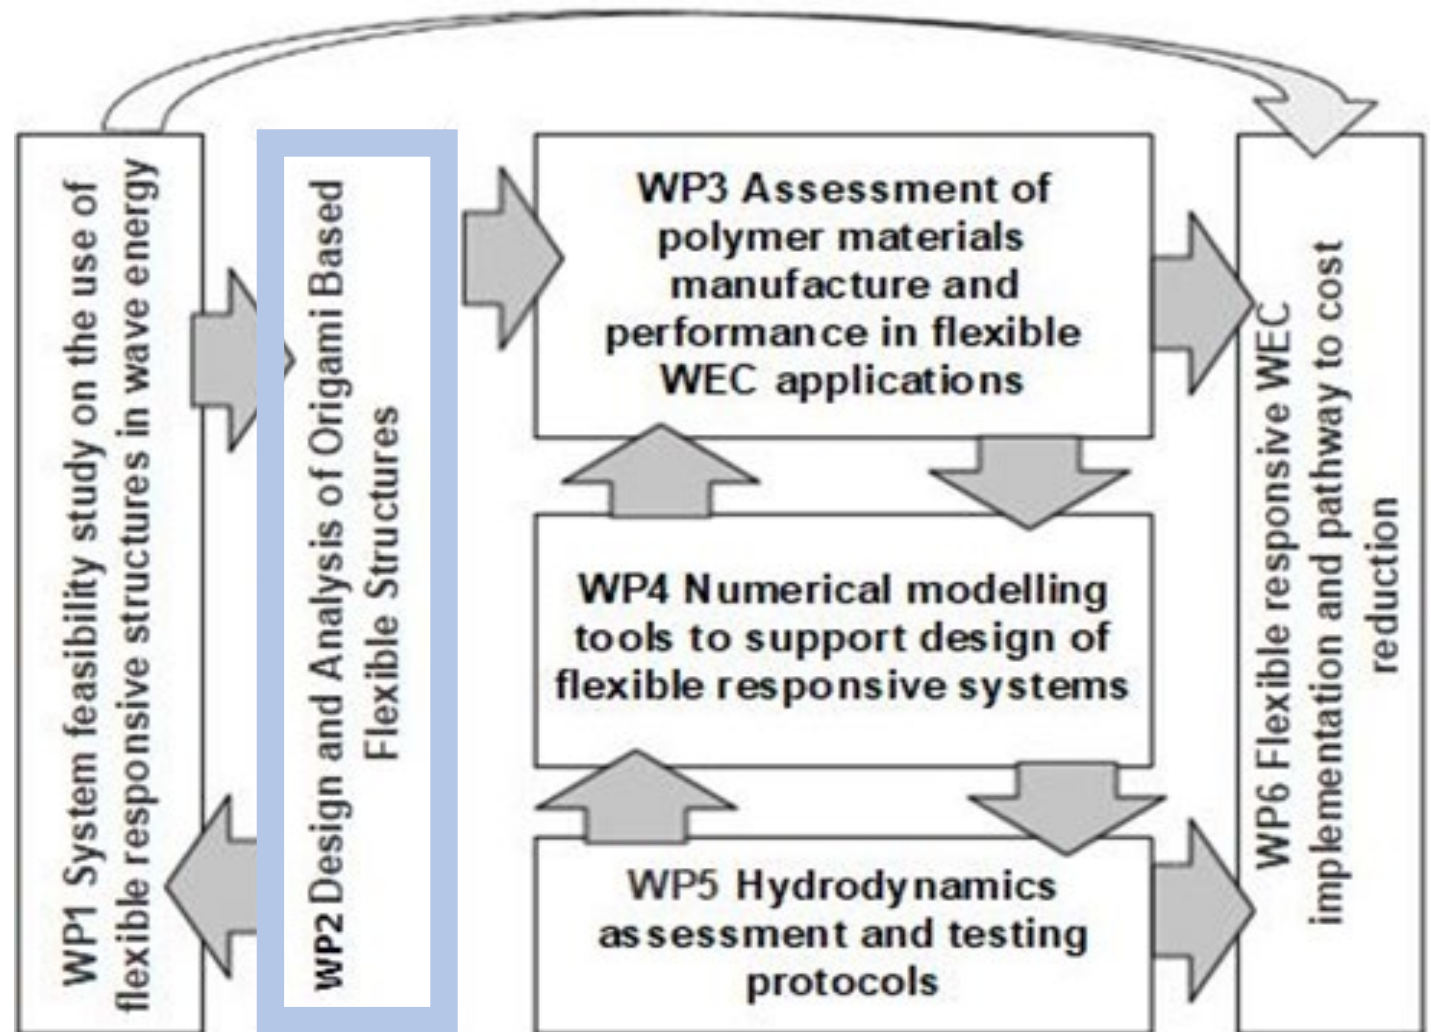 WP1 System feasibility study on the use of
flexible responsive structures in wave energy
WP2 Design and Analysis of Origami Based
Flexible Structures
WP3 Assessment of
polymer materials
manufacture and
performance in flexible
WEC applications
WP4 Numerical modelling
tools to support design of
flexible responsive systems
WP5 Hydrodynamics
assessment and testing
protocols
WP6 Flexible responsive WEC
implementation and pathway to cost
reduction